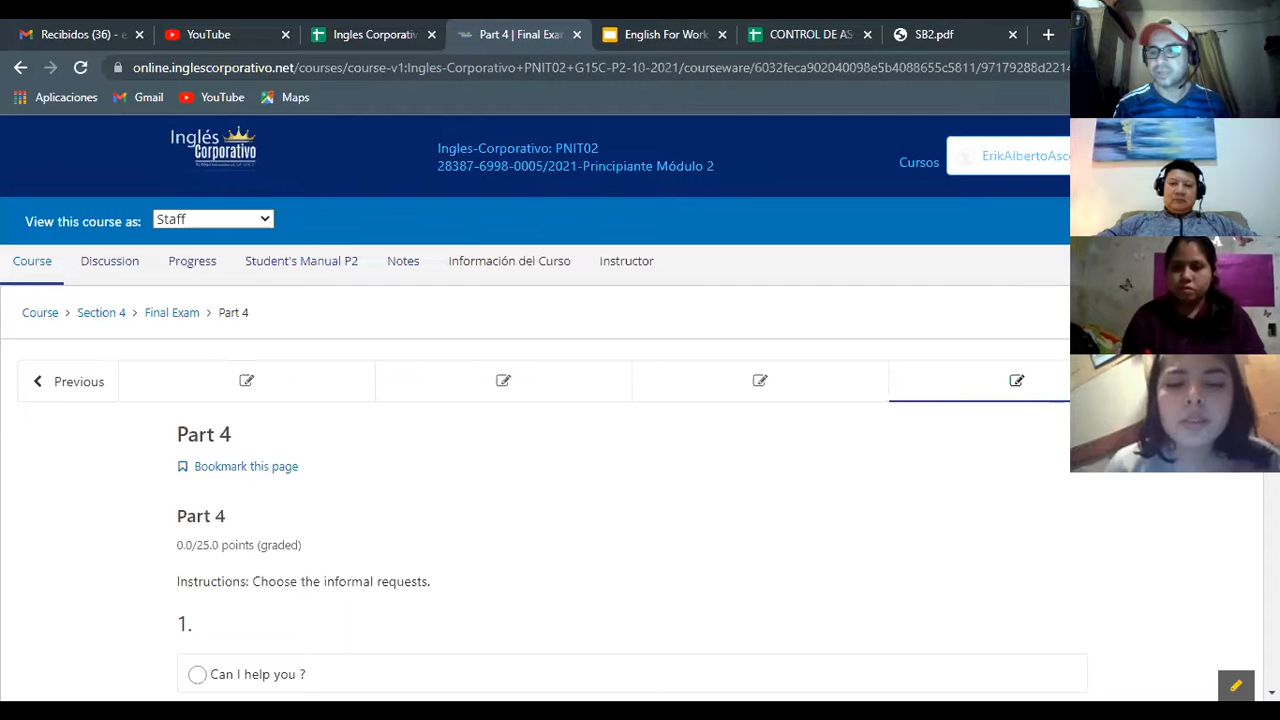 Recibidos (36) - e
YouTube
Ingles Corporativ
Part 4 | Final Exar
English For Work
CONTROL DE AS
SB2.pdf
online.inglescorporativo.net/courses/course-v1:Ingles-Corporativo+PNIT02+G15C-P2-10-2021/courseware/6032feca902040098e5b4088655c5811/97179288d2214
Aplicaciones
Gmail
YouTube
Maps
Inglés
Corporativo
Ingles-Corporativo: PNIT02
28387-6998-0005/2021-Principiante Módulo 2
Cursos
ErikAlbertoAsc
View this course as:
Staff
Course
Discussion
Progress
Student's Manual P2
Notes
Información del Curso
Instructor
Course > Section 4 > Final Exam > Part 4
Previous
Part 4
Bookmark this page
Part 4
0.0/25.0 points (graded)
Instructions: Choose the informal requests.
1.
Can I help you ?